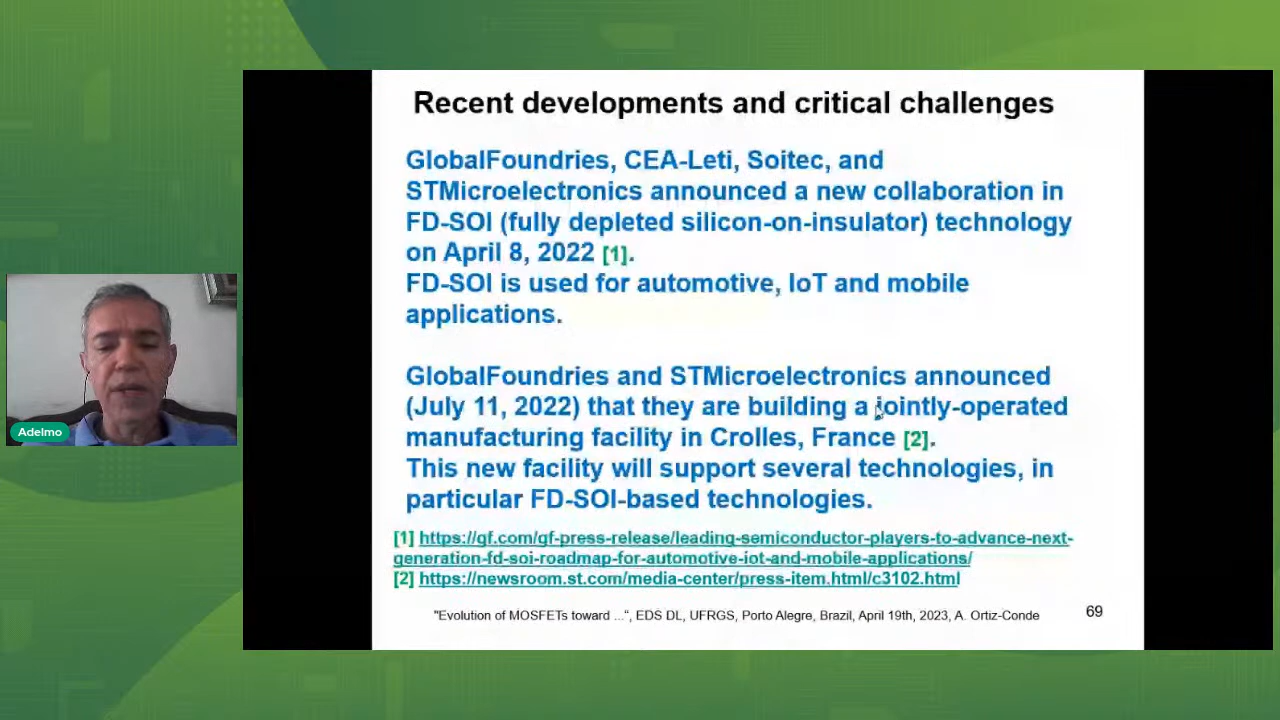 Recent developments and critical challenges
GlobalFoundries, CEA-Leti, Soitec, and
STMicroelectronics announced a new collaboration in
FD-SOI (fully depleted silicon-on-insulator) technology
on April 8, 2022 [1].
FD-SOI is used for automotive, IoT and mobile
applications.
GlobalFoundries and STMicroelectronics announced
(July 11, 2022) that they are building a jointly-operated
manufacturing facility in Crolles, France [2].
This new facility will support several technologies, in
particular FD-SOI-based technologies.
[1] https://gf.com/gf-press-release/leading-semiconductor-players-to-advance-next-
generation-fd-soi-roadmap-for-automotive-iot-and-mobile-applications/
[2] https://newsroom.st.com/media-center/press-item.html/c3102.html
"Evolution of MOSFETs toward ...“, EDS DL, UFRGS, Porto Alegre, Brazil, April 19th, 2023, A. Ortiz-Conde
69
Adelmo